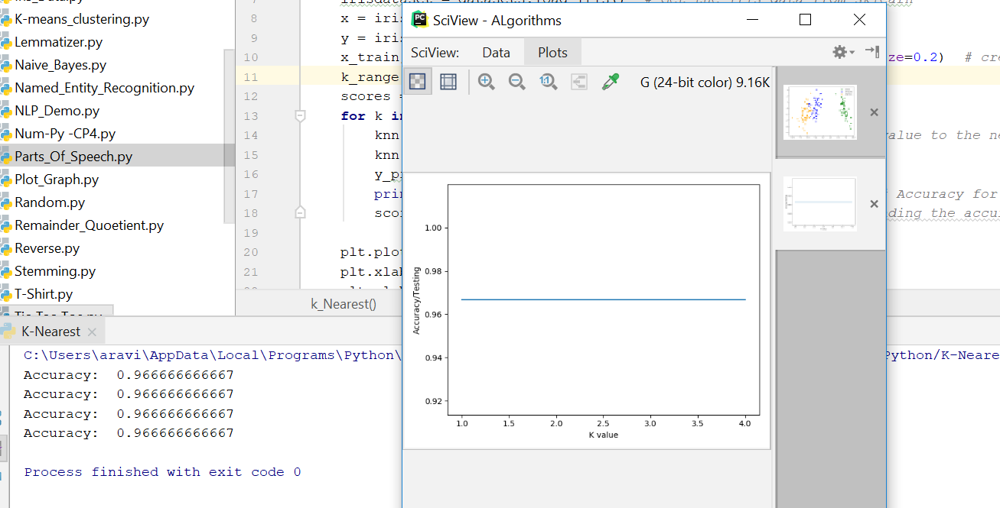 K-means_clustering.py
Lemmatizer.py
Naive_Bayes.py
Named_Entity_Recognition.py
NLP_Demo.py
Num-Py -CP4.py
Parts_Of_Speech.py
Plot_Graph.py
Random.py
Remainder_Quoetient.py
Reverse.py
Stemming.py
T-Shirt.py
8 x = iris
9 y = iris
10 x_train ze=0.2) # cre
11 k_range
12 scores =
13 for k in
14 knn value to the ne
15 knn
16 y_p
17 prin Accuracy for
18 sco ding the accu
19
20 plt.plo
21 plt.xla
k_Nearest()
SciView - ALgorithms
SciView: Data Plots
1:1
G (24-bit color) 9.16K
1.00
0.98
0.96
0.94
0.92
Accuracy/Testing
1.0 1.5 2.0 2.5 3.0 3.5 4.0
K value
K-Nearest
C:\Users\aravi\AppData\Local\Programs\Python\ Python/K-Neare
Accuracy: 0.966666666667
Accuracy: 0.966666666667
Accuracy: 0.966666666667
Accuracy: 0.966666666667
Process finished with exit code 0